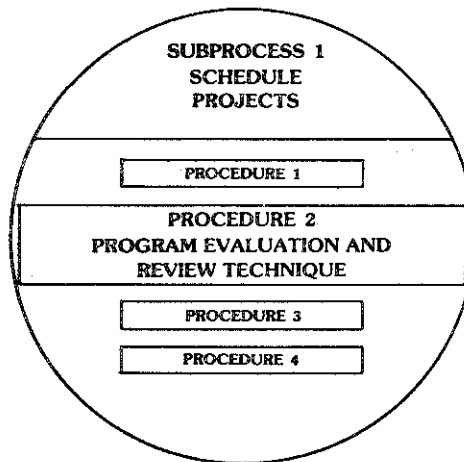 SUBPROCESS 1
SCHEDULE
PROJECTS
PROCEDURE 1
PROCEDURE 2
PROGRAM EVALUATION AND
REVIEW TECHNIQUE
PROCEDURE 3
PROCEDURE 4